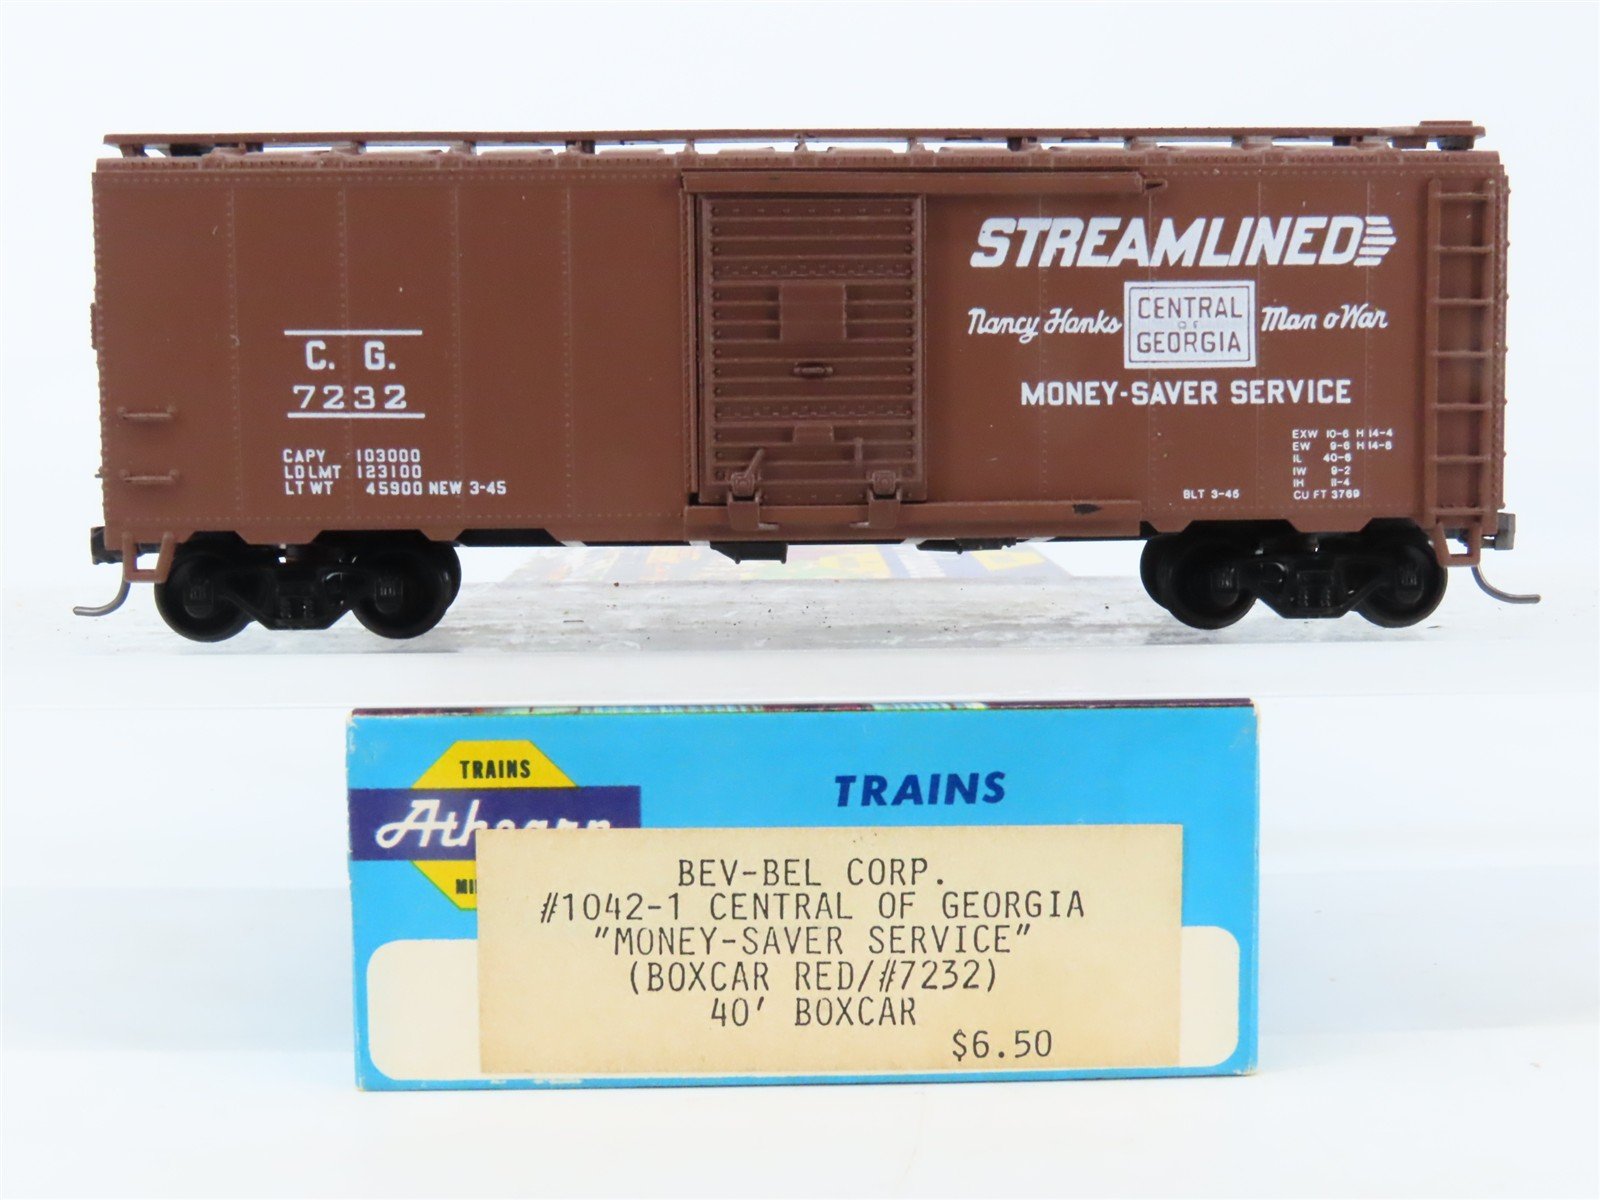 STREAMLINED
Nancy Hanks
CENTRAL
OF
GEORGIA
Man o War
MONEY-SAVER SERVICE
C. G.
7232
CAPY 103000
LD LMT 123100
LT WT 45900 NEW 3-45
BLT 3-45
EXW 10-6 H 14-4
EW 9-6 H 14-8
IL 40-6
IW 9-2
IH 11-4
CU FT 3769
TRAINS
Athearn
TRAINS
BEV-BEL CORP.
#1042-1 CENTRAL OF GEORGIA
"MONEY-SAVER SERVICE"
(BOXCAR RED/#7232)
40' BOXCAR
$6.50